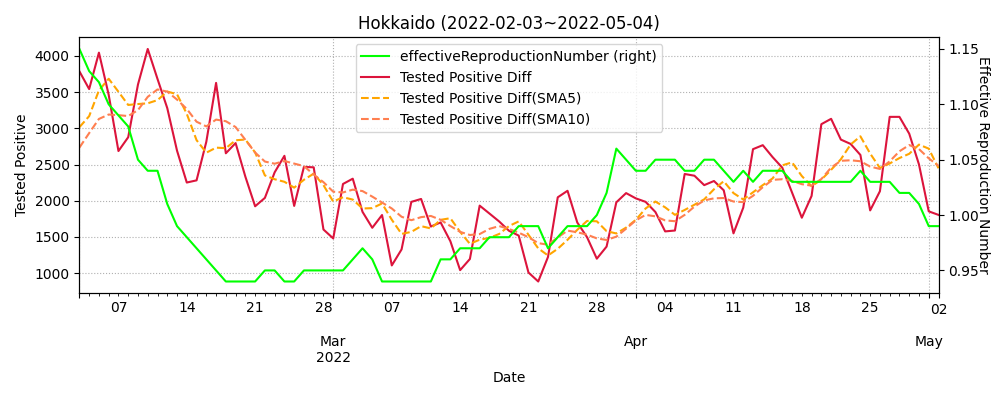 Hokkaido (2022-02-03~2022-05-04)
effectiveReproductionNumber (right)
Tested Positive Diff
Tested Positive Diff(SMA5)
Tested Positive Diff(SMA10)
Tested Positive
4000
3500
3000
2500
2000
1500
1000
1.15
1.10
1.05
1.00
0.95
Effective Reproduction Number
07 14 21 28 07 14 21 28 04 11 18 25 02
Mar Apr May
2022
Date